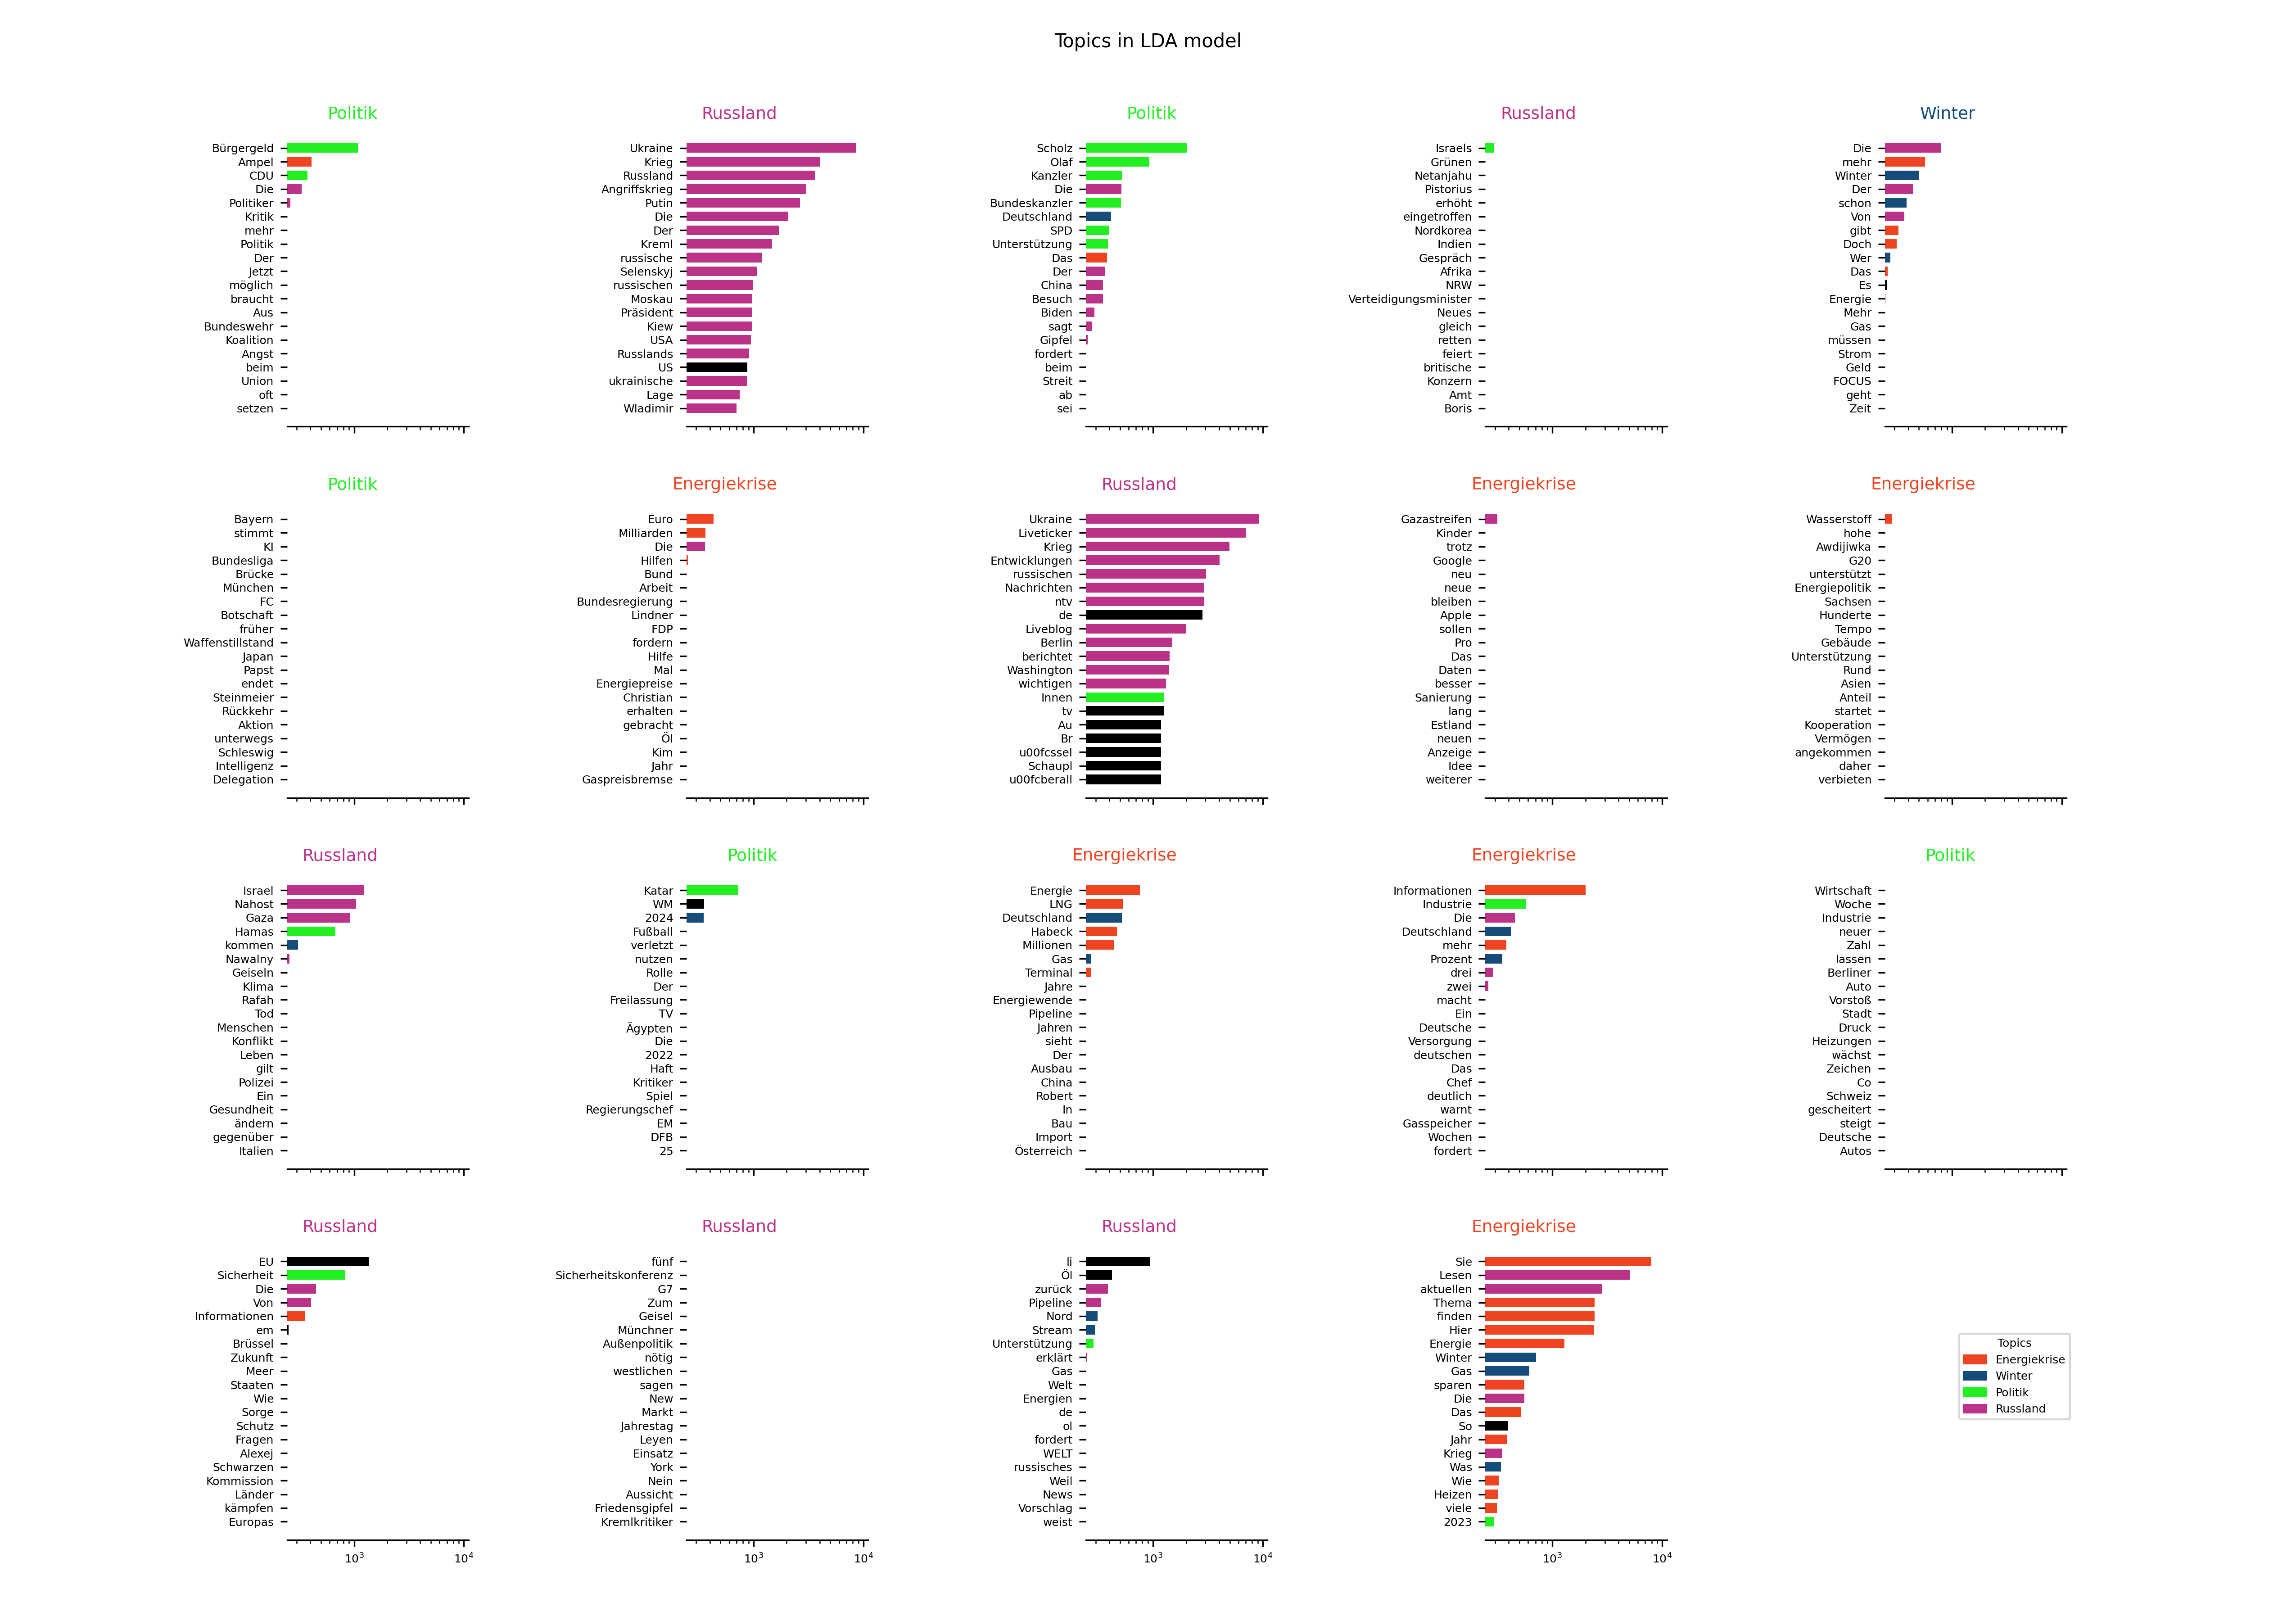 Topics in LDA model
Politik
Bürgergeld
Ampel
CDU
Die
Politiker
Kritik
mehr
Politik
Der
Jetzt
möglich
braucht
Aus
Bundeswehr
Koalition
Angst
beim
Union
oft
setzen
Russland
Ukraine
Krieg
Russland
Angriffskrieg
Putin
Die
Der
Kreml
russische
Selenskyj
russischen
Moskau
Präsident
Kiew
USA
Russlands
US
ukrainische
Lage
Wladimir
Politik
Scholz
Olaf
Kanzler
Die
Bundeskanzler
Deutschland
SPD
Unterstützung
Das
Der
China
Besuch
Biden
sagt
Gipfel
fordert
beim
Streit
ab
sei
Russland
Israels
Grünen
Netanjahu
Pistorius
erhöht
eingetroffen
Nordkorea
Indien
Gespräch
Afrika
NRW
Verteidigungsminister
Neues
gleich
retten
feiert
britische
Konzern
Amt
Boris
Winter
Die
mehr
Winter
Der
schon
Von
gibt
Doch
Wer
Das
Es
Energie
Mehr
Gas
müssen
Strom
Geld
FOCUS
geht
Zeit
Politik
Bayern
stimmt
KI
Bundesliga
Brücke
München
FC
Botschaft
früher
Waffenstillstand
Japan
Papst
endet
Steinmeier
Rückkehr
Aktion
unterwegs
Schleswig
Intelligenz
Delegation
Energiekrise
Euro
Milliarden
Die
Hilfen
Bund
Arbeit
Bundesregierung
Lindner
FDP
fordern
Hilfe
Mal
Energiepreise
Christian
erhalten
gebracht
Öl
Kim
Jahr
Gaspreisbremse
Russland
Ukraine
Liveticker
Krieg
Entwicklungen
russischen
Nachrichten
ntv
de
Liveblog
Berlin
berichtet
Washington
wichtigen
Innen
tv
Au
Br
u00fcssel
Schaupl
u00fcberall
Energiekrise
Gazastreifen
Kinder
trotz
Google
neu
neue
bleiben
Apple
sollen
Pro
Das
Daten
besser
Sanierung
lang
Estland
neuen
Anzeige
Idee
weiterer
Energiekrise
Wasserstoff
hohe
Awdijiwka
G20
unterstützt
Energiepolitik
Sachsen
Hunderte
Tempo
Gebäude
Unterstützung
Rund
Asien
Anteil
startet
Kooperation
Vermögen
angekommen
daher
verbieten
Russland
Israel
Nahost
Gaza
Hamas
kommen
Nawalny
Geiseln
Klima
Rafah
Tod
Menschen
Konflikt
Leben
gilt
Polizei
Ein
Gesundheit
ändern
gegenüber
Italien
Politik
Katar
WM
2024
Fußball
verletzt
nutzen
Rolle
Der
Freilassung
TV
Ägypten
Die
2022
Haft
Kritiker
Spiel
Regierungschef
EM
DFB
25
Energiekrise
Energie
LNG
Deutschland
Habeck
Millionen
Gas
Terminal
Jahre
Energiewende
Pipeline
Jahren
sieht
Der
Ausbau
China
Robert
In
Bau
Import
Österreich
Energiekrise
Informationen
Industrie
Die
Deutschland
mehr
Prozent
drei
zwei
macht
Ein
Deutsche
Versorgung
deutschen
Das
Chef
deutlich
warnt
Gasspeicher
Wochen
fordert
Politik
Wirtschaft
Woche
Industrie
neuer
Zahl
lassen
Berliner
Auto
Vorstoß
Stadt
Druck
Heizungen
wächst
Zeichen
Co
Schweiz
gescheitert
steigt
Deutsche
Autos
Russland
EU
Sicherheit
Die
Von
Informationen
em
Brüssel
Zukunft
Meer
Staaten
Wie
Sorge
Schutz
Fragen
Alexej
Schwarzen
Kommission
Länder
kämpfen
Europas
10³ 10⁴
Russland
fünf
Sicherheitskonferenz
G7
Zum
Geisel
Münchner
Außenpolitik
nötig
westlichen
sagen
New
Markt
Jahrestag
Leyen
Einsatz
York
Nein
Aussicht
Friedensgipfel
Kremlkritiker
10³ 10⁴
Russland
li
Öl
zurück
Pipeline
Nord
Stream
Unterstützung
erklärt
Gas
Welt
Energien
de
ol
fordert
WELT
russisches
Weil
News
Vorschlag
weist
10³ 10⁴
Energiekrise
Sie
Lesen
aktuellen
Thema
finden
Hier
Energie
Winter
Gas
sparen
Die
Das
So
Jahr
Krieg
Was
Wie
Heizen
viele
2023
10³ 10⁴
Topics
Energiekrise
Winter
Politik
Russland